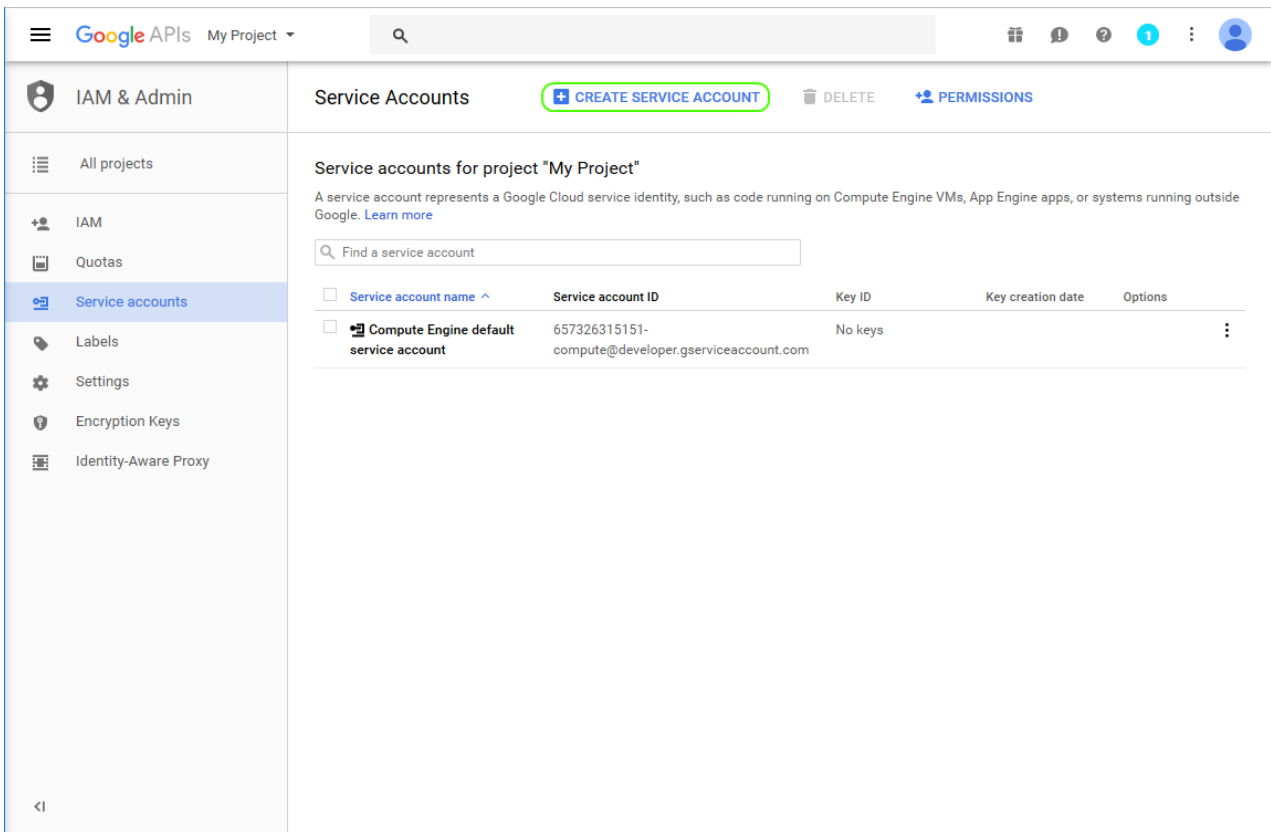 Google APIs My Project
1
IAM & Admin
Service Accounts
CREATE SERVICE ACCOUNT
DELETE
PERMISSIONS
All projects
IAM
Quotas
Service accounts
Labels
Settings
Encryption Keys
Identity-Aware Proxy
Service accounts for project "My Project"
A service account represents a Google Cloud service identity, such as code running on Compute Engine VMs, App Engine apps, or systems running outside
Google. Learn more
Find a service account
Service account name Service account ID Key ID Key creation date Options
Compute Engine default 657326315151- No keys
service account compute@developer.gserviceaccount.com